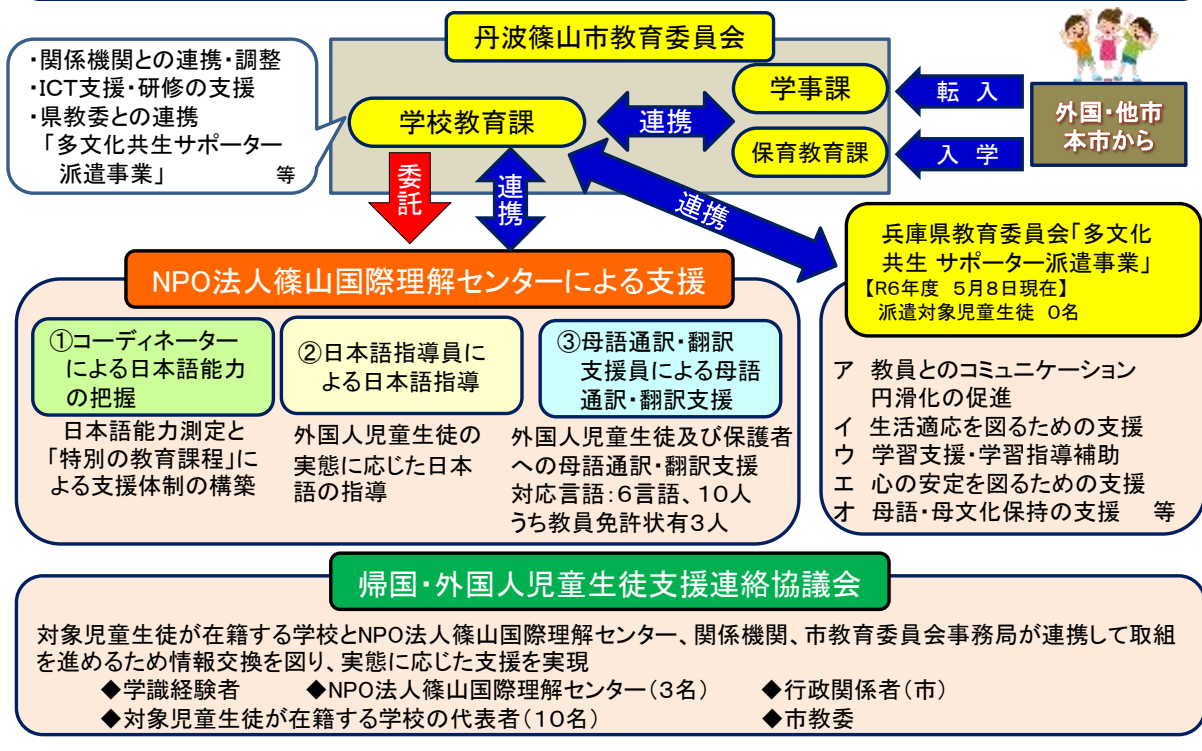 丹波篠山市教育委員会
・関係機関との連携・調整
・ICT支援・研修の支援
・県教委との連携
「多文化共生サポーター
派遣事業」　等
学校教育課
連携
学事課
保育教育課
転 入
入 学
外国・他市
本市から
委託
連携
連携
兵庫県教育委員会「多文化
共生 サポーター派遣事業」
【R6年度 5月8日現在】
派遣対象児童生徒 0名
ア 教員とのコミュニケーション
円滑化の促進
イ 生活適応を図るための支援
ウ 学習支援・学習指導補助
エ 心の安定を図るための支援
オ 母語・母文化保持の支援　等
NPO法人篠山国際理解センターによる支援
①コーディネーター
による日本語能力
の把握
日本語能力測定と
「特別の教育課程」に
よる支援体制の構築
②日本語指導員に
よる日本語指導
外国人児童生徒の
実態に応じた日本
語の指導
③母語通訳・翻訳
支援員による母語
通訳・翻訳支援
外国人児童生徒及び保護者
への母語通訳・翻訳支援
対応言語：6言語、10人
うち教員免許状有3人
帰国・外国人児童生徒支援連絡協議会
対象児童生徒が在籍する学校とNPO法人篠山国際理解センター、関係機関、市教育委員会事務局が連携して取組
を進めるため情報交換を図り、実態に応じた支援を実現
◆学識経験者　◆NPO法人篠山国際理解センター（3名）　◆行政関係者（市）
◆対象児童生徒が在籍する学校の代表者（10名）　◆市教委